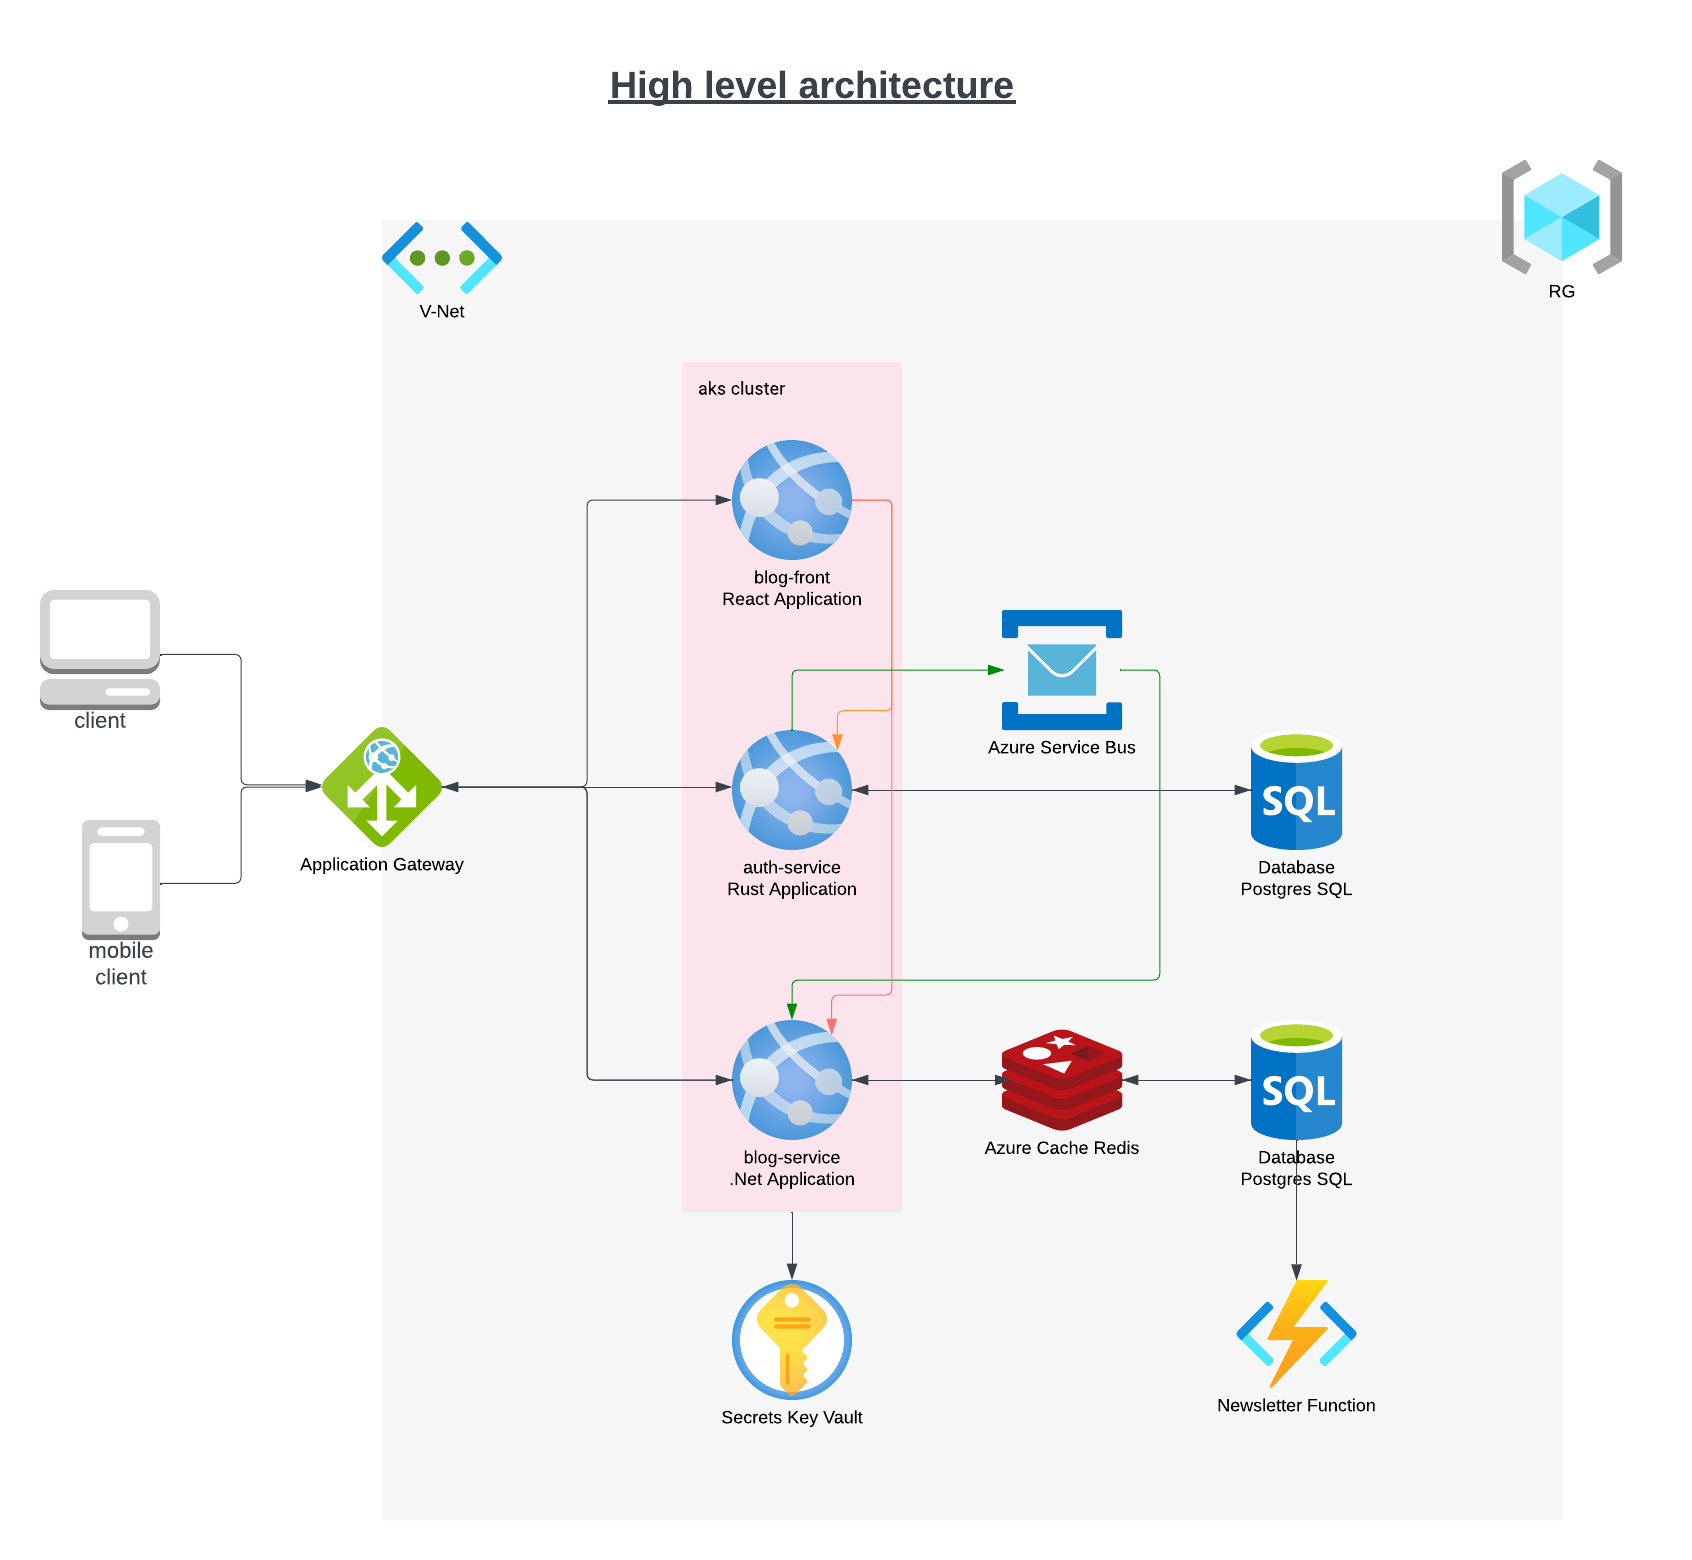 High level architecture
RG
V-Net
aks cluster
blog-front
React Application
client
Azure Service Bus
Application Gateway
auth-service
Rust Application
SQL
Database
Postgres SQL
mobile
client
blog-service
.Net Application
Azure Cache Redis
SQL
Database
Postgres SQL
Secrets Key Vault
Newsletter Function